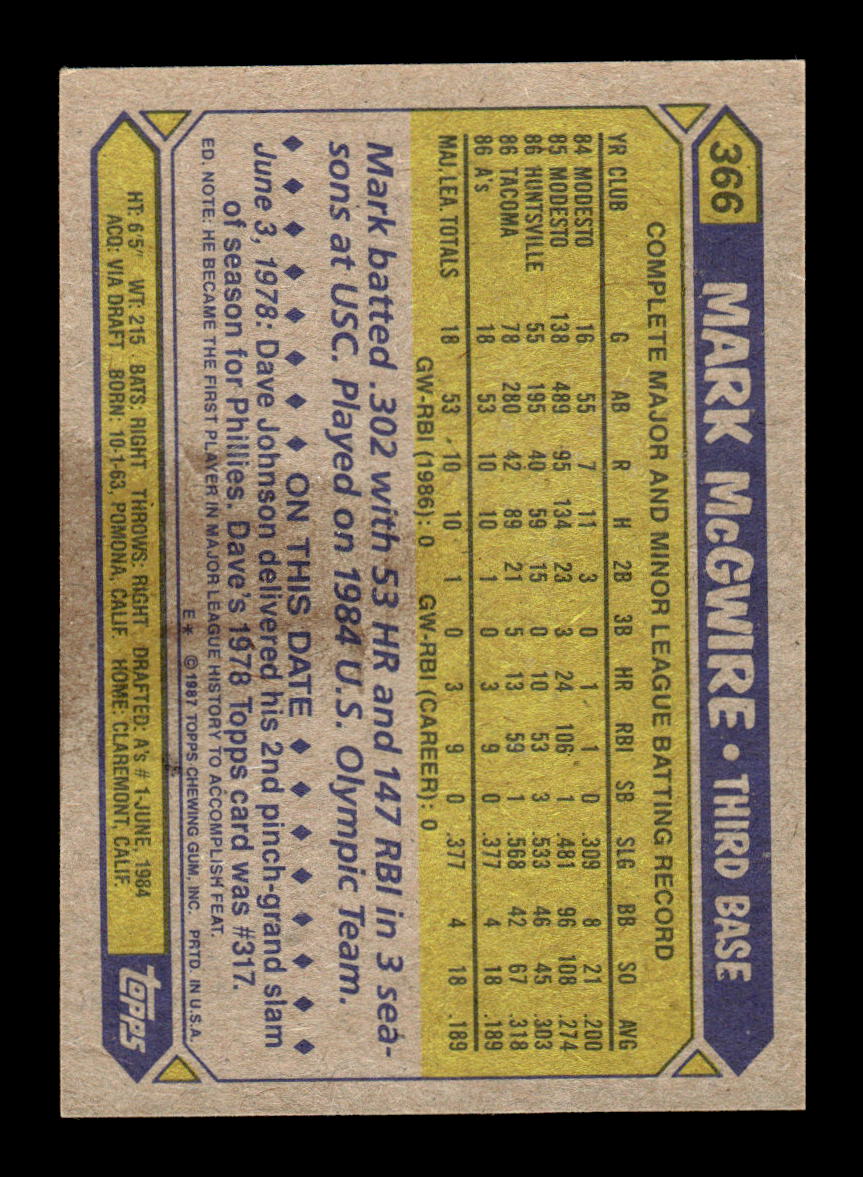 366 MARK McGWIRE • THIRD BASE
COMPLETE MAJOR AND MINOR LEAGUE BATTING RECORD
YR CLUB G AB R H 2B 3B HR RBI SB SLG BB SO AVG
84 MODESTO 16 55 7 11 3 0 1 1 0 .309 8 21 .200
85 MODESTO 138 489 95 134 23 3 24 106 1 .481 96 108 .274
86 HUNTSVILLE 55 195 40 59 15 0 10 53 3 .533 46 45 .303
86 TACOMA 78 280 42 89 21 5 13 59 1 .568 42 67 .318
86 A's 18 53 10 10 1 0 3 9 0 .377 4 18 .189
MAJ. LEA. TOTALS 18 53 10 10 1 0 3 9 0 .377 4 18 .189
GW-RBI (1986): 0 GW-RBI (CAREER): 0
Mark batted .302 with 53 HR and 147 RBI in 3 sea-
sons at USC. Played on 1984 U.S. Olympic Team.
♦ ♦ ♦ ♦ ♦ ♦ ON THIS DATE ♦ ♦ ♦ ♦ ♦ ♦
June 3, 1978: Dave Johnson delivered his 2nd pinch-grand slam
of season for Phillies. Dave's 1978 Topps card was #317.
ED. NOTE: HE BECAME THE FIRST PLAYER IN MAJOR LEAGUE HISTORY TO ACCOMPLISH FEAT.
E* ©1987 TOPPS CHEWING GUM, INC. PRTD. IN U.S.A.
HT: 6'5" WT: 215 BATS: RIGHT THROWS: RIGHT DRAFTED: A's # 1-JUNE, 1984
ACQ: VIA DRAFT BORN: 10-1-63, POMONA, CALIF. HOME: CLAREMONT, CALIF.
topps